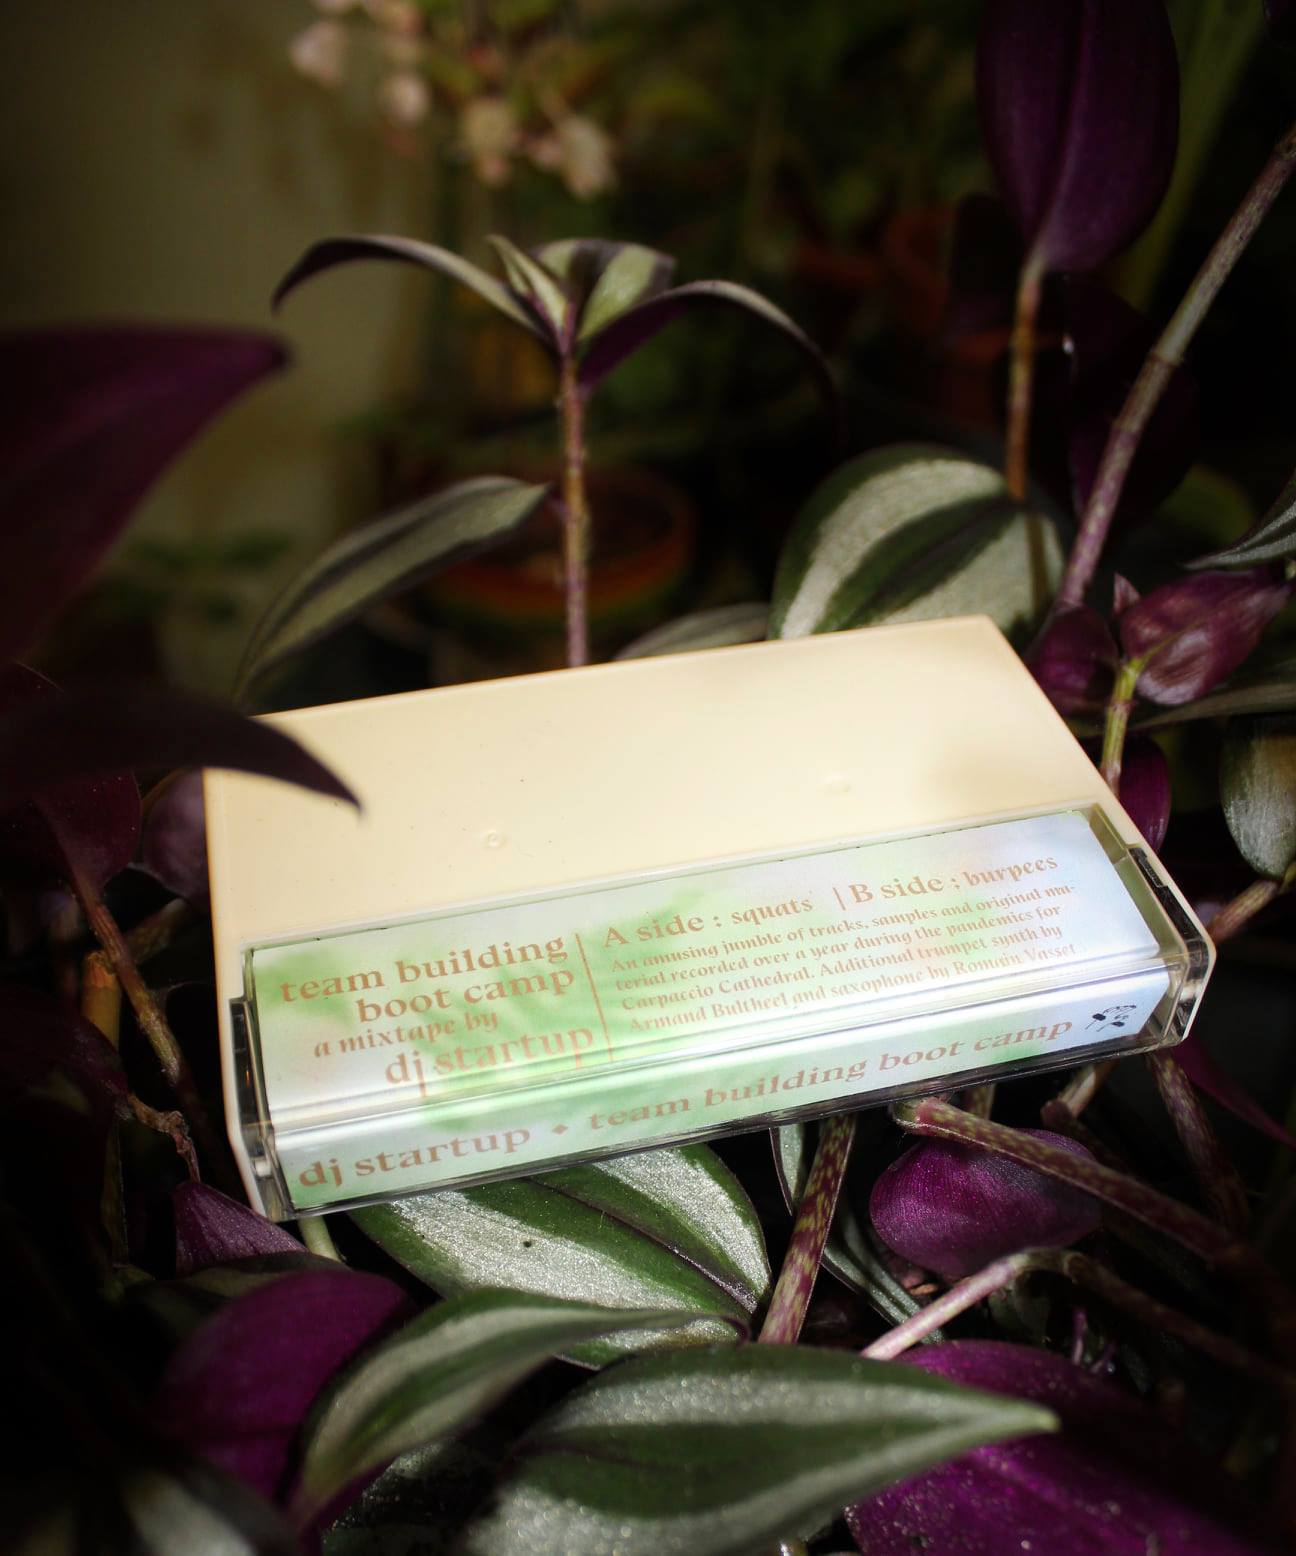 team building
boot camp
a mixtape by
dj startup
A side : squats | B side : burpees
An amusing jumble of tracks, samples and original ma-
terial recorded over a year during the pandemics for
Carpaccio Cathedral. Additional trumpet synth by
Armand Bultheel and saxophone by Romain Vasset
dj startup ◆ team building boot camp